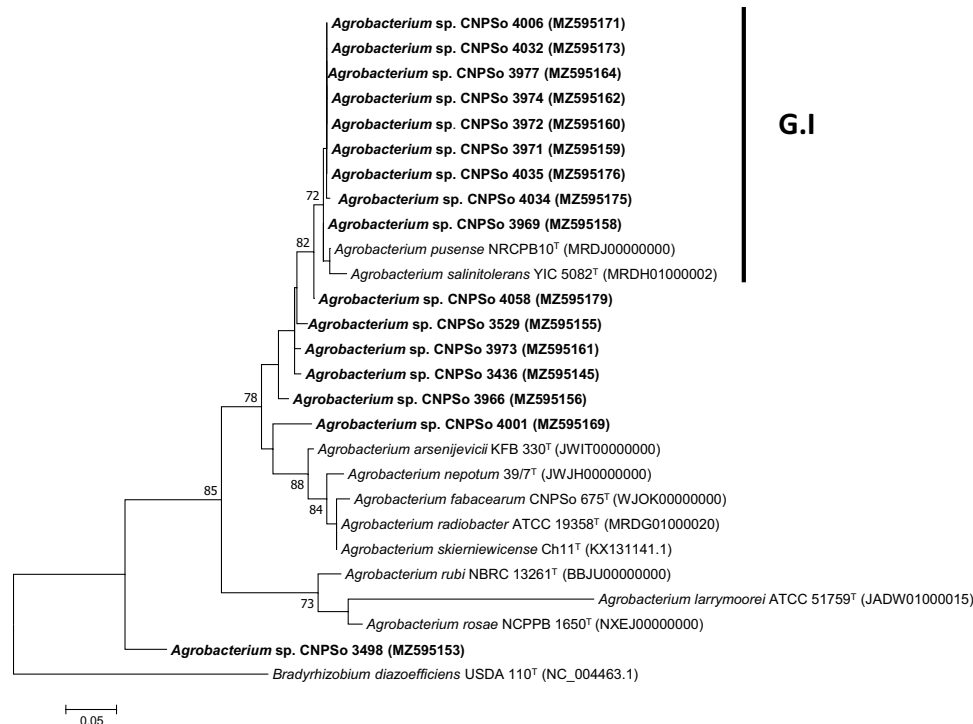 Agrobacterium sp. CNPSo 4006 (MZ595171)
Agrobacterium sp. CNPSo 4032 (MZ595173)
Agrobacterium sp. CNPSo 3977 (MZ595164)
Agrobacterium sp. CNPSo 3974 (MZ595162)
Agrobacterium sp. CNPSo 3972 (MZ595160)
G.I
Agrobacterium sp. CNPSo 3971 (MZ595159)
Agrobacterium sp. CNPSo 4035 (MZ595176)
72
Agrobacterium sp. CNPSo 4034 (MZ595175)
Agrobacterium sp. CNPSo 3969 (MZ595158)
82
Agrobacterium pusense NRCPB10ᵀ (MRDJ00000000)
Agrobacterium salinitolerans YIC 5082ᵀ (MRDH01000002)
Agrobacterium sp. CNPSo 4058 (MZ595179)
Agrobacterium sp. CNPSo 3529 (MZ595155)
Agrobacterium sp. CNPSo 3973 (MZ595161)
Agrobacterium sp. CNPSo 3436 (MZ595145)
78
Agrobacterium sp. CNPSo 3966 (MZ595156)
Agrobacterium sp. CNPSo 4001 (MZ595169)
Agrobacterium arsenijevicii KFB 330ᵀ (JWIT00000000)
88
Agrobacterium nepotum 39/7ᵀ (JWJH00000000)
85
Agrobacterium fabacearum CNPSo 675ᵀ (WJOK00000000)
84
Agrobacterium radiobacter ATCC 19358ᵀ (MRDG01000020)
Agrobacterium skierniewicense Ch11ᵀ (KX131141.1)
Agrobacterium rubi NBRC 13261ᵀ (BBJU00000000)
73
Agrobacterium larrymoorei ATCC 51759ᵀ (JADW01000015)
Agrobacterium rosae NCPPB 1650ᵀ (NXEJ00000000)
Agrobacterium sp. CNPSo 3498 (MZ595153)
Bradyrhizobium diazoefficiens USDA 110ᵀ (NC_004463.1)
0.05